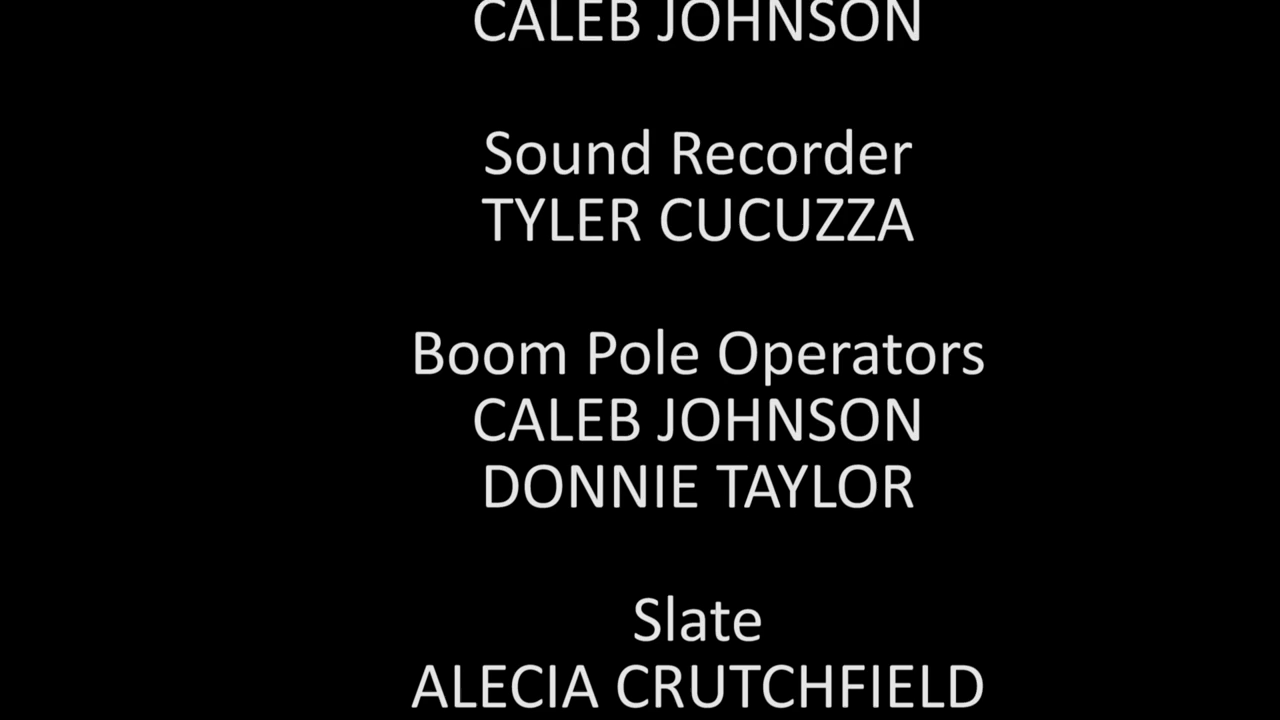 CALEB JOHNSON
Sound Recorder
TYLER CUCUZZA
Boom Pole Operators
CALEB JOHNSON
DONNIE TAYLOR
Slate
ALECIA CRUTCHFIELD